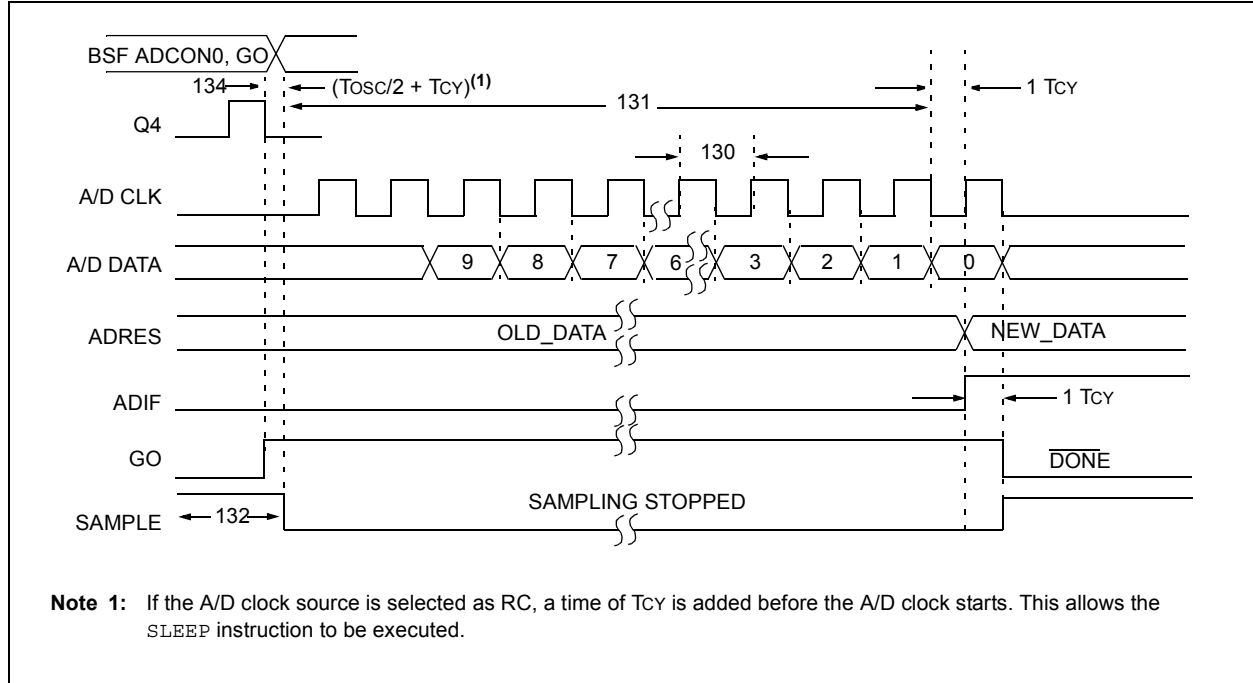 BSF ADCON0, GO
134 (TOSC/2 + TCY)(1) 1 TCY
131
Q4
130
A/D CLK
A/D DATA 9 8 7 6 3 2 1 0
ADRES OLD_DATA NEW_DATA
ADIF 1 TCY
GO DONE
SAMPLE 132 SAMPLING STOPPED
Note 1: If the A/D clock source is selected as RC, a time of TCY is added before the A/D clock starts. This allows the
SLEEP instruction to be executed.